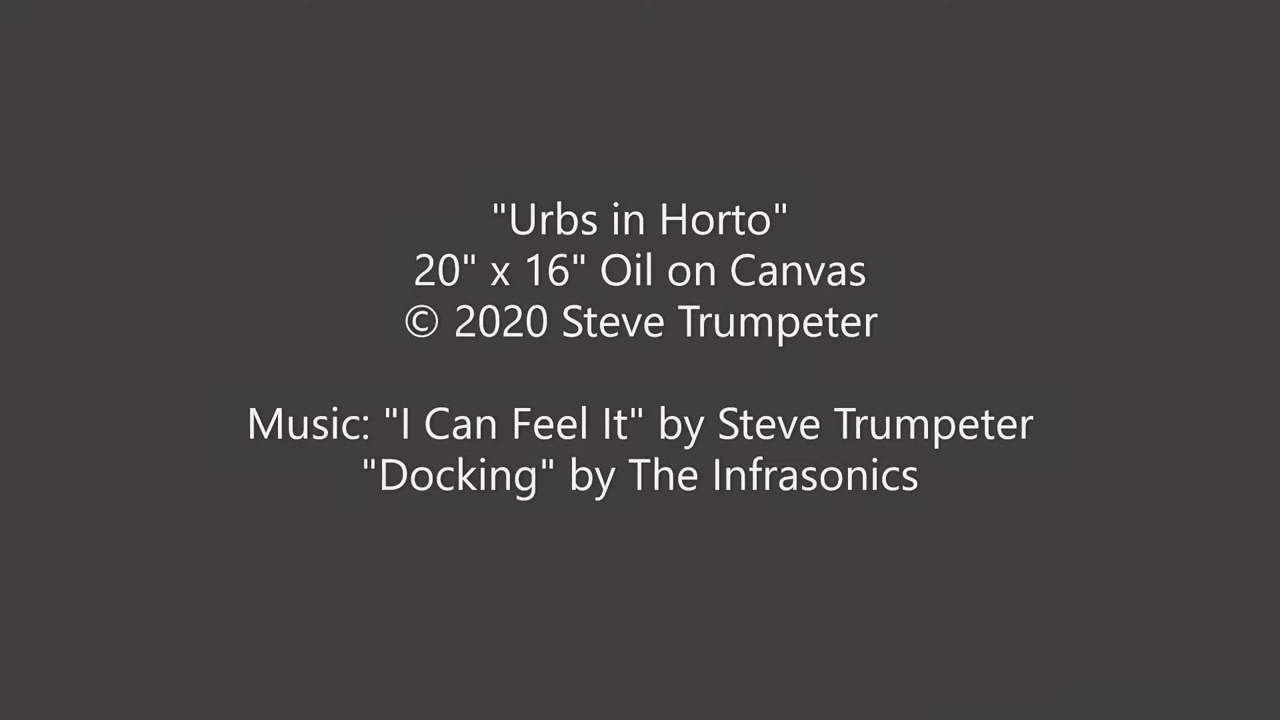 "Urbs in Horto"
20" x 16" Oil on Canvas
© 2020 Steve Trumpeter
Music: "I Can Feel It" by Steve Trumpeter
"Docking" by The Infrasonics